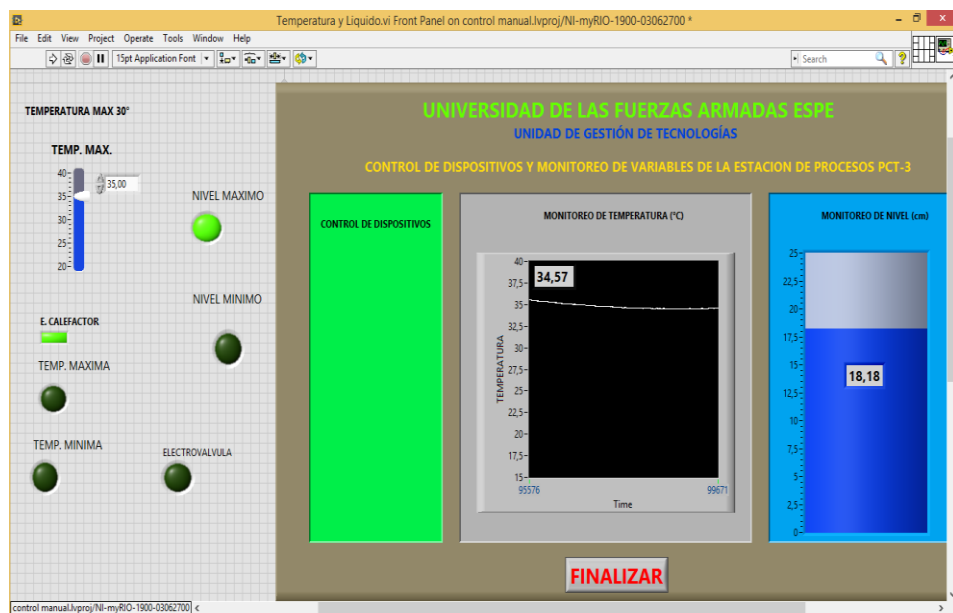 Temperatura y Liquido.vi Front Panel on control manual.lvproj/NI-myRIO-1900-03062700 *
File Edit View Project Operate Tools Window Help
15pt Application Font
Search
TEMPERATURA MAX 30°
TEMP. MAX.
40
35
30
25
20
35,00
NIVEL MAXIMO
NIVEL MINIMO
E. CALEFACTOR
TEMP. MAXIMA
TEMP. MINIMA
ELECTROVALVULA
UNIVERSIDAD DE LAS FUERZAS ARMADAS ESPE
UNIDAD DE GESTIÓN DE TECNOLOGÍAS
CONTROL DE DISPOSITIVOS Y MONITOREO DE VARIABLES DE LA ESTACION DE PROCESOS PCT-3
CONTROL DE DISPOSITIVOS
MONITOREO DE TEMPERATURA (°C)
34,57
TEMPERATURA
40
37,5
35
32,5
30
27,5
25
22,5
20
17,5
15
95576
99671
Time
MONITOREO DE NIVEL (cm)
25
22,5
20
17,5
15
12,5
10
7,5
5
2,5
0
18,18
FINALIZAR
control manual.lvproj/NI-myRIO-1900-03062700